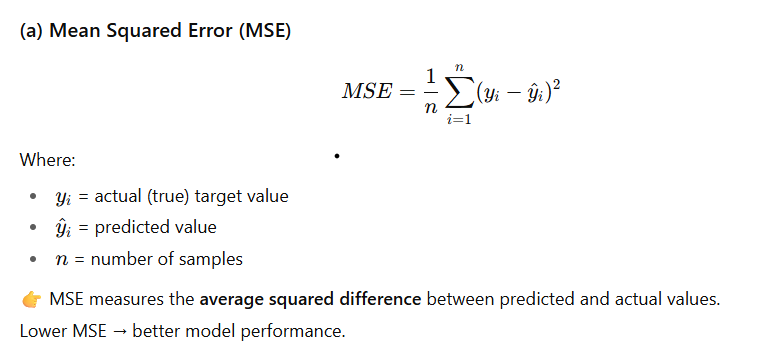 (a) Mean Squared Error (MSE)
MSE = \frac{1}{n} \sum_{i=1}^{n} (y_i - \hat{y}_i)^2
Where:
• y_i = actual (true) target value
• \hat{y}_i = predicted value
• n = number of samples
👉 MSE measures the average squared difference between predicted and actual values.
Lower MSE → better model performance.